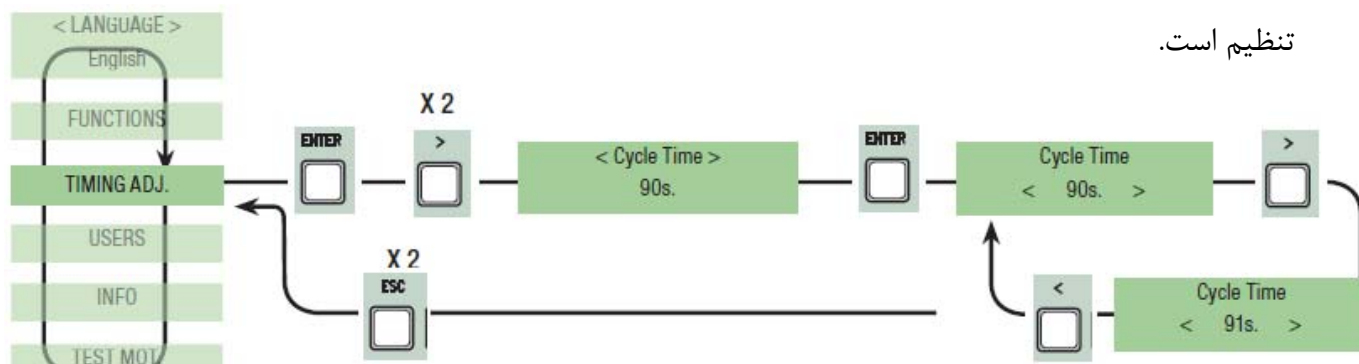 تنظیم است.
< LANGUAGE >
English
FUNCTIONS
TIMING ADJ.
USERS
INFO
TEST MOT.
ENTER
X 2
>
< Cycle Time >
90s.
ENTER
Cycle Time
< 90s. >
>
X 2
ESC
<
Cycle Time
< 91s. >